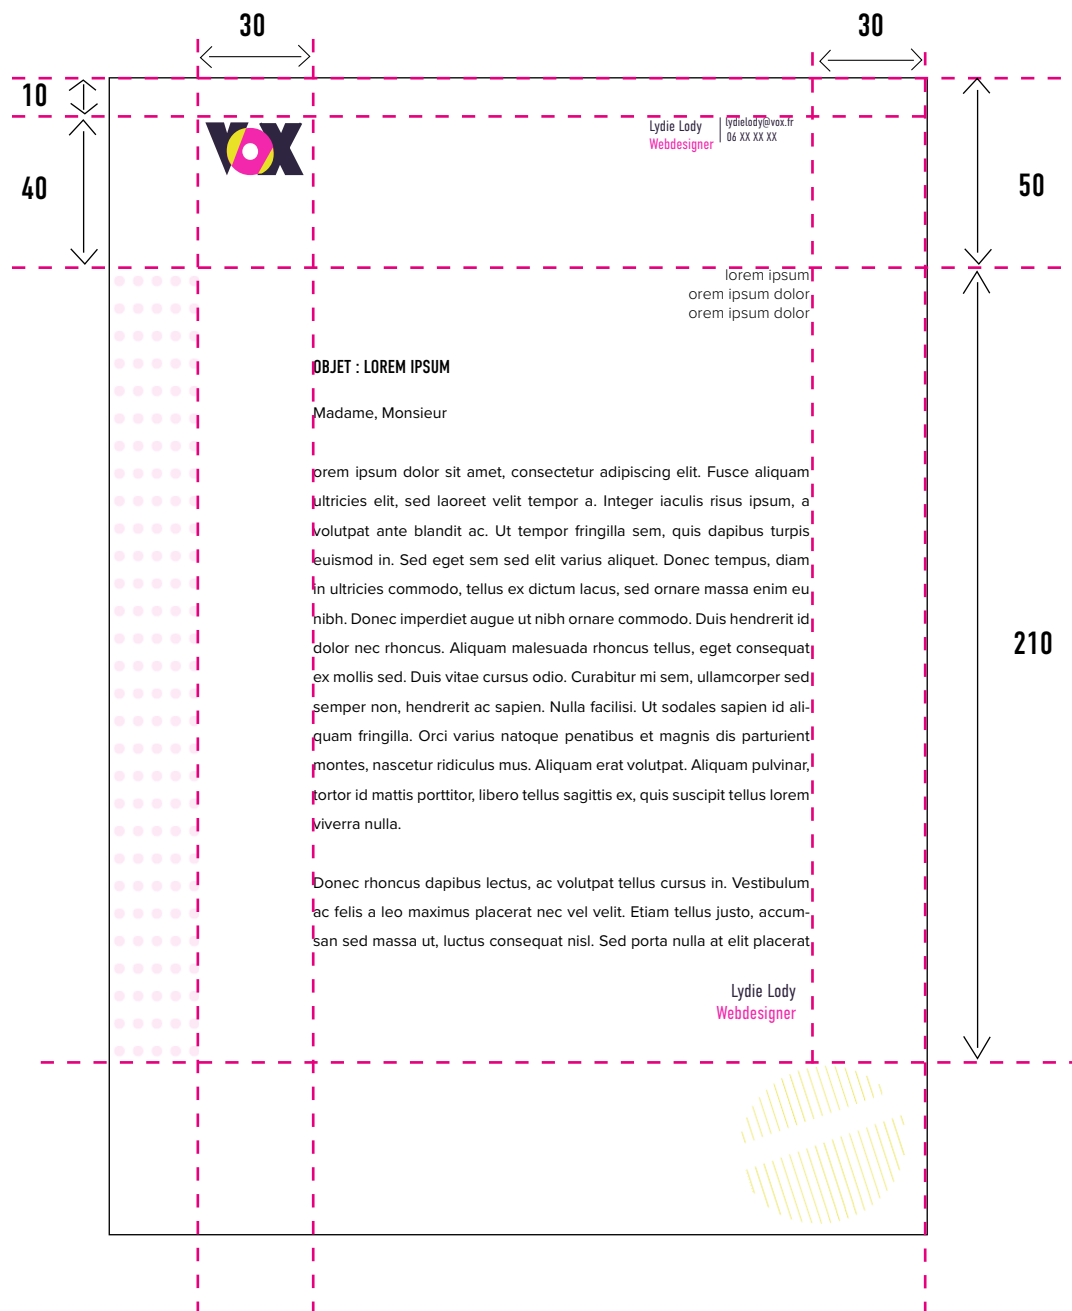 30
30
10
40
50
210
VOX
Lydie Lody
Webdesigner
lydielody@vox.fr
06 XX XX XX
lorem ipsum
orem ipsum dolor
orem ipsum dolor
OBJET : LOREM IPSUM
Madame, Monsieur
orem ipsum dolor sit amet, consectetur adipiscing elit. Fusce aliquam
ultricies elit, sed laoreet velit tempor a. Integer iaculis risus ipsum, a
volutpat ante blandit ac. Ut tempor fringilla sem, quis dapibus turpis
euismod in. Sed eget sem sed elit varius aliquet. Donec tempus, diam
in ultricies commodo, tellus ex dictum lacus, sed ornare massa enim eu
nibh. Donec imperdiet augue ut nibh ornare commodo. Duis hendrerit id
dolor nec rhoncus. Aliquam malesuada rhoncus tellus, eget consequat
ex mollis sed. Duis vitae cursus odio. Curabitur mi sem, ullamcorper sed
semper non, hendrerit ac sapien. Nulla facilisi. Ut sodales sapien id ali-
quam fringilla. Orci varius natoque penatibus et magnis dis parturient
montes, nascetur ridiculus mus. Aliquam erat volutpat. Aliquam pulvinar,
tortor id mattis porttitor, libero tellus sagittis ex, quis suscipit tellus lorem
viverra nulla.
Donec rhoncus dapibus lectus, ac volutpat tellus cursus in. Vestibulum
ac felis a leo maximus placerat nec vel velit. Etiam tellus justo, accum-
san sed massa ut, luctus consequat nisl. Sed porta nulla at elit placerat
Lydie Lody
Webdesigner